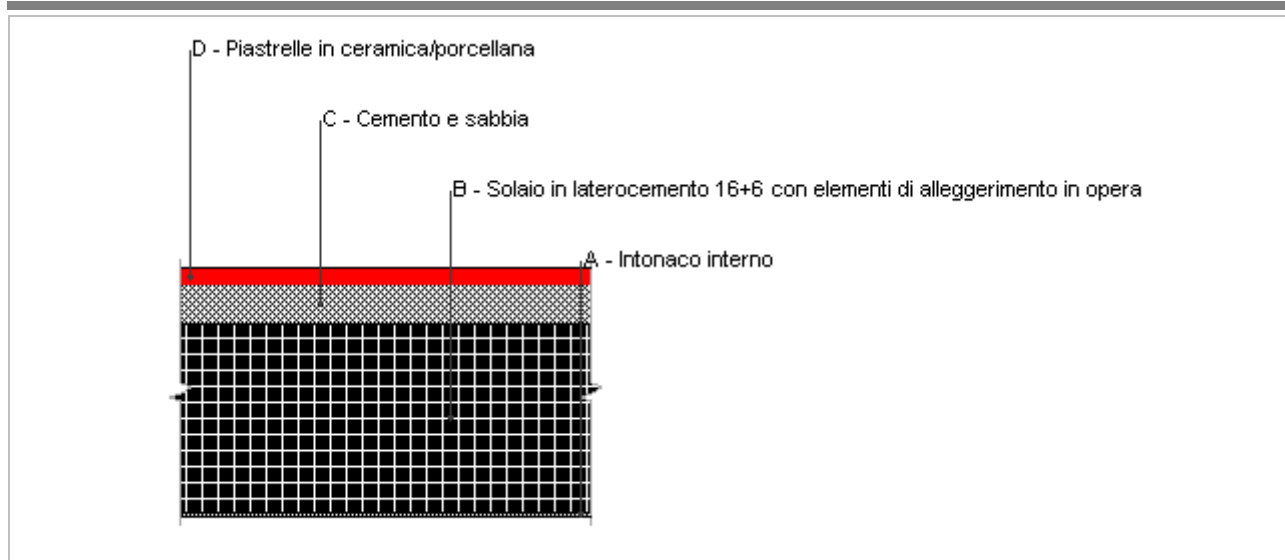 D - Piastrelle in ceramica/porcellana
C - Cemento e sabbia
B - Solaio in laterocemento 16+6 con elementi di alleggerimento in opera
A - Intonaco interno